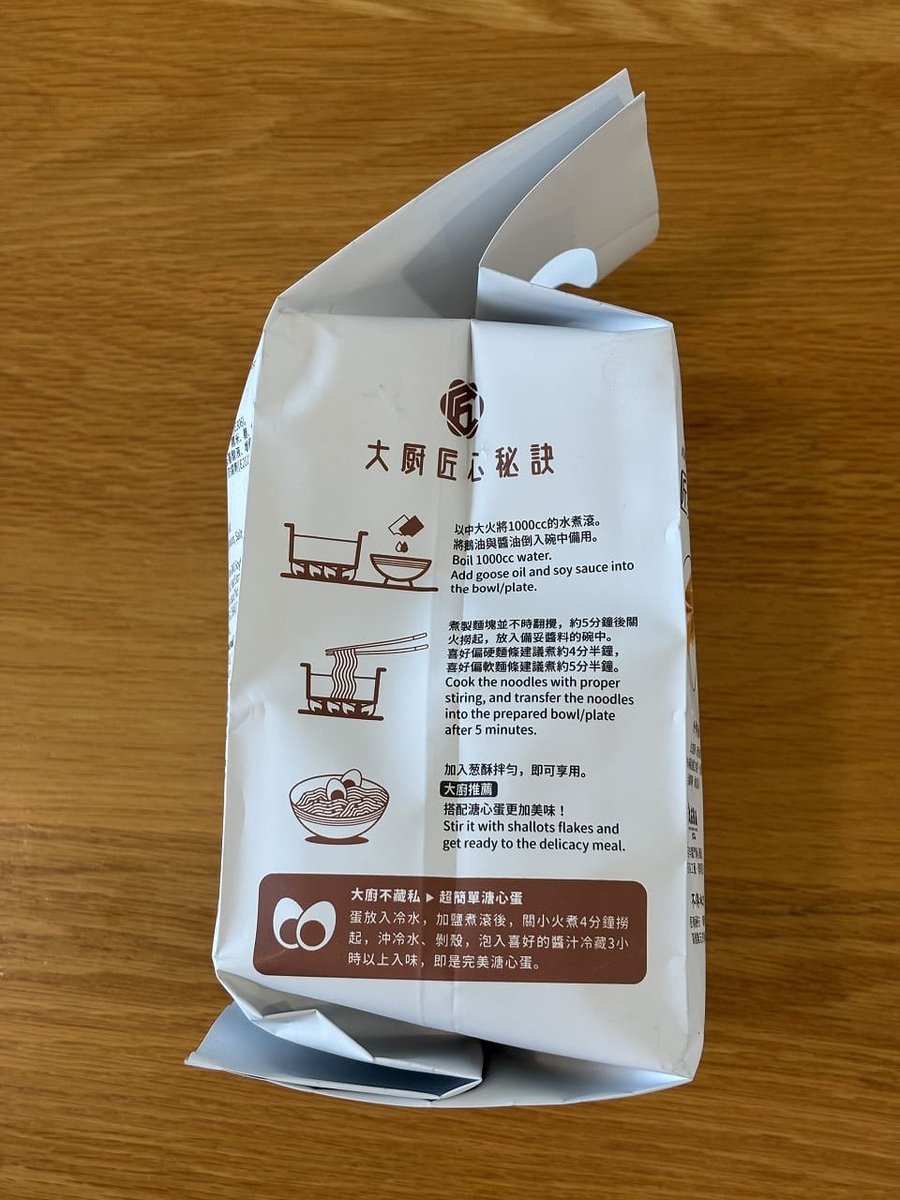 匠
大廚匠心秘訣
以中大火將1000cc的水煮滾。
將鵝油與醬油倒入碗中備用。
Boil 1000cc water.
Add goose oil and soy sauce into
the bowl/plate.
煮製麵塊並不時翻攪，約5分鐘後關
火撈起，放入備妥醬料的碗中。
喜好偏硬麵條建議煮約4分半鐘，
喜好偏軟麵條建議煮約5分半鐘。
Cook the noodles with proper
stiring, and transfer the noodles
into the prepared bowl/plate
after 5 minutes.
加入葱酥拌勻，即可享用。
大廚推薦
搭配溏心蛋更加美味！
Stir it with shallots flakes and
get ready to the delicacy meal.
大廚不藏私▶超簡單溏心蛋
蛋放入冷水，加鹽煮滾後，關小火煮4分鐘撈
起，沖冷水、剝殼，泡入喜好的醬汁冷藏3小
時以上入味，即是完美溏心蛋。